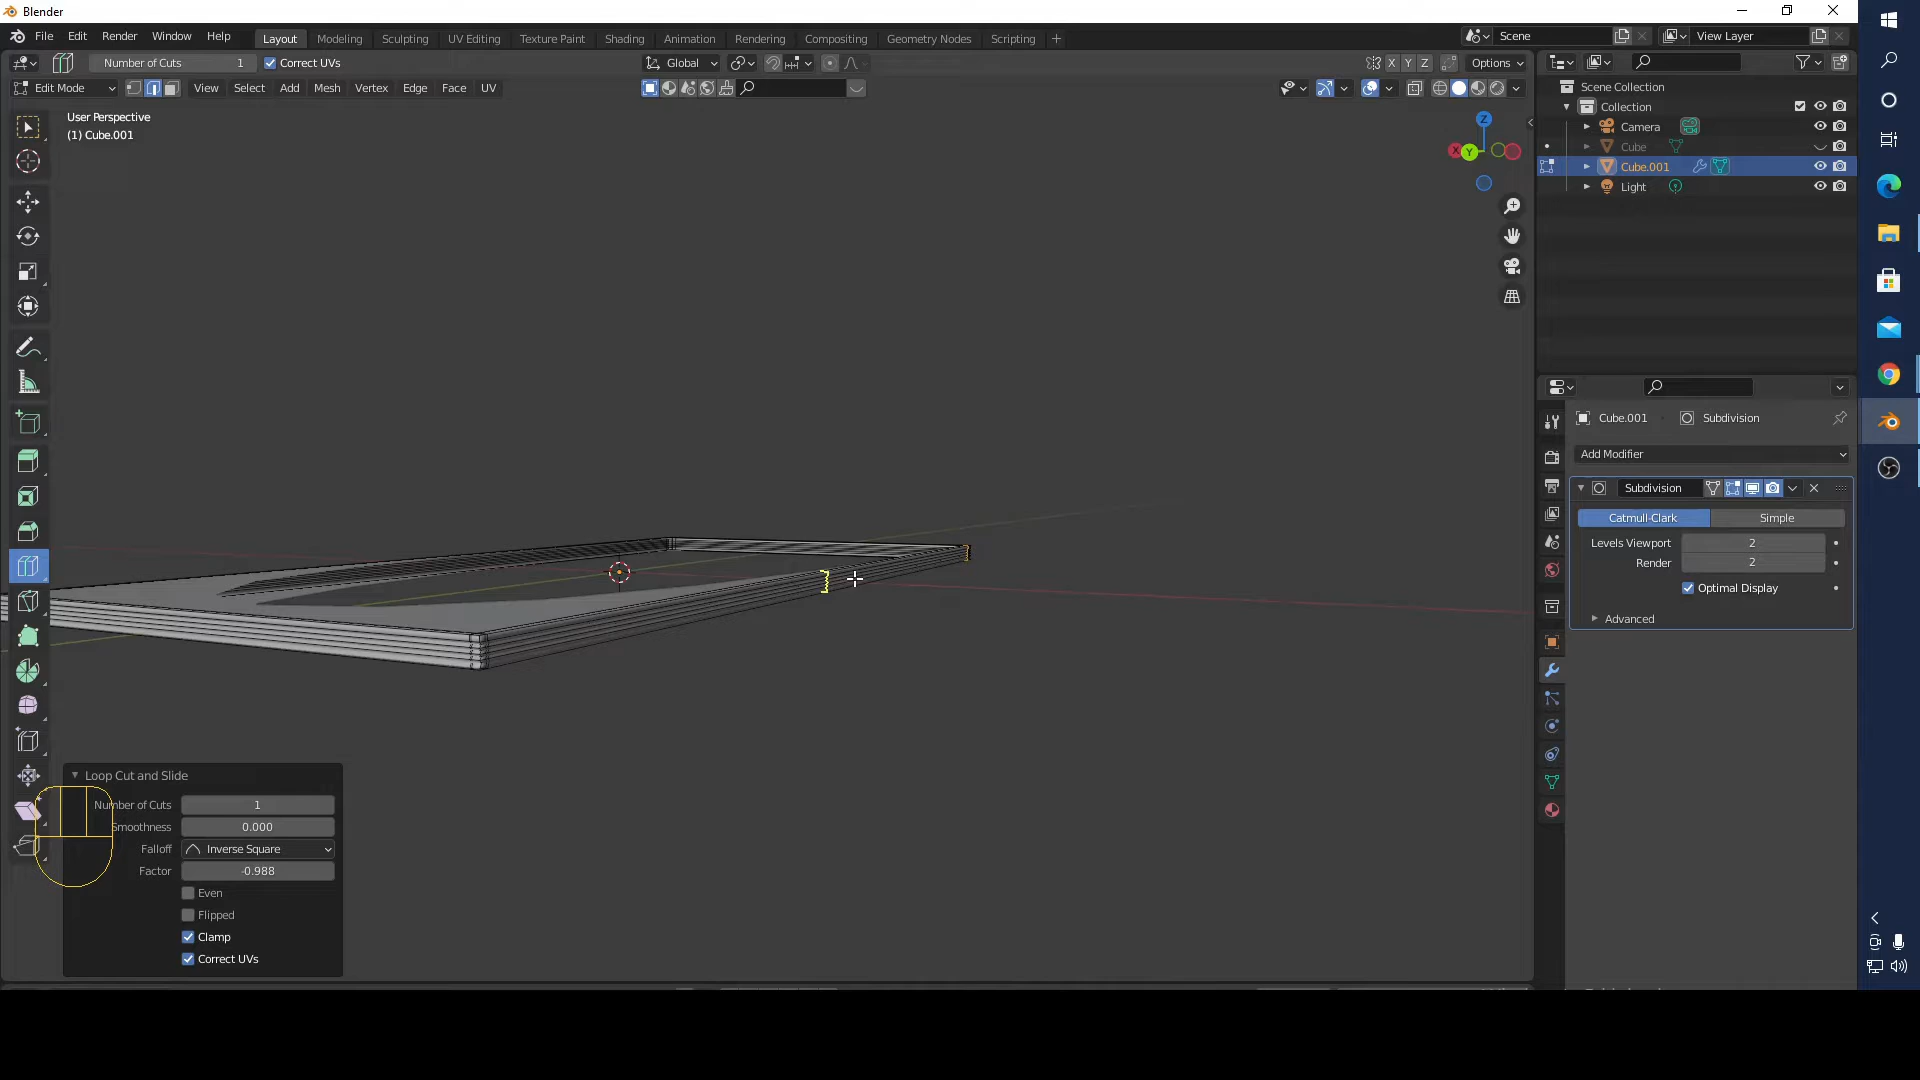 Blender
File Edit Render Window Help
Layout Modeling Sculpting UV Editing Texture Paint Shading Animation Rendering Compositing Geometry Nodes Scripting +
Scene
View Layer
Number of Cuts 1 Correct UVs
Global
X Y Z
Options
Edit Mode View Select Add Mesh Vertex Edge Face UV
User Perspective
(1) Cube.001
Z
X Y
Scene Collection
Collection
Camera
Cube
Cube.001
Light
Cube.001 Subdivision
Add Modifier
Subdivision
Catmull-Clark Simple
Levels Viewport 2
Render 2
Optimal Display
Advanced
Loop Cut and Slide
Number of Cuts 1
Smoothness 0.000
Falloff Inverse Square
Factor -0.988
Even
Flipped
Clamp
Correct UVs